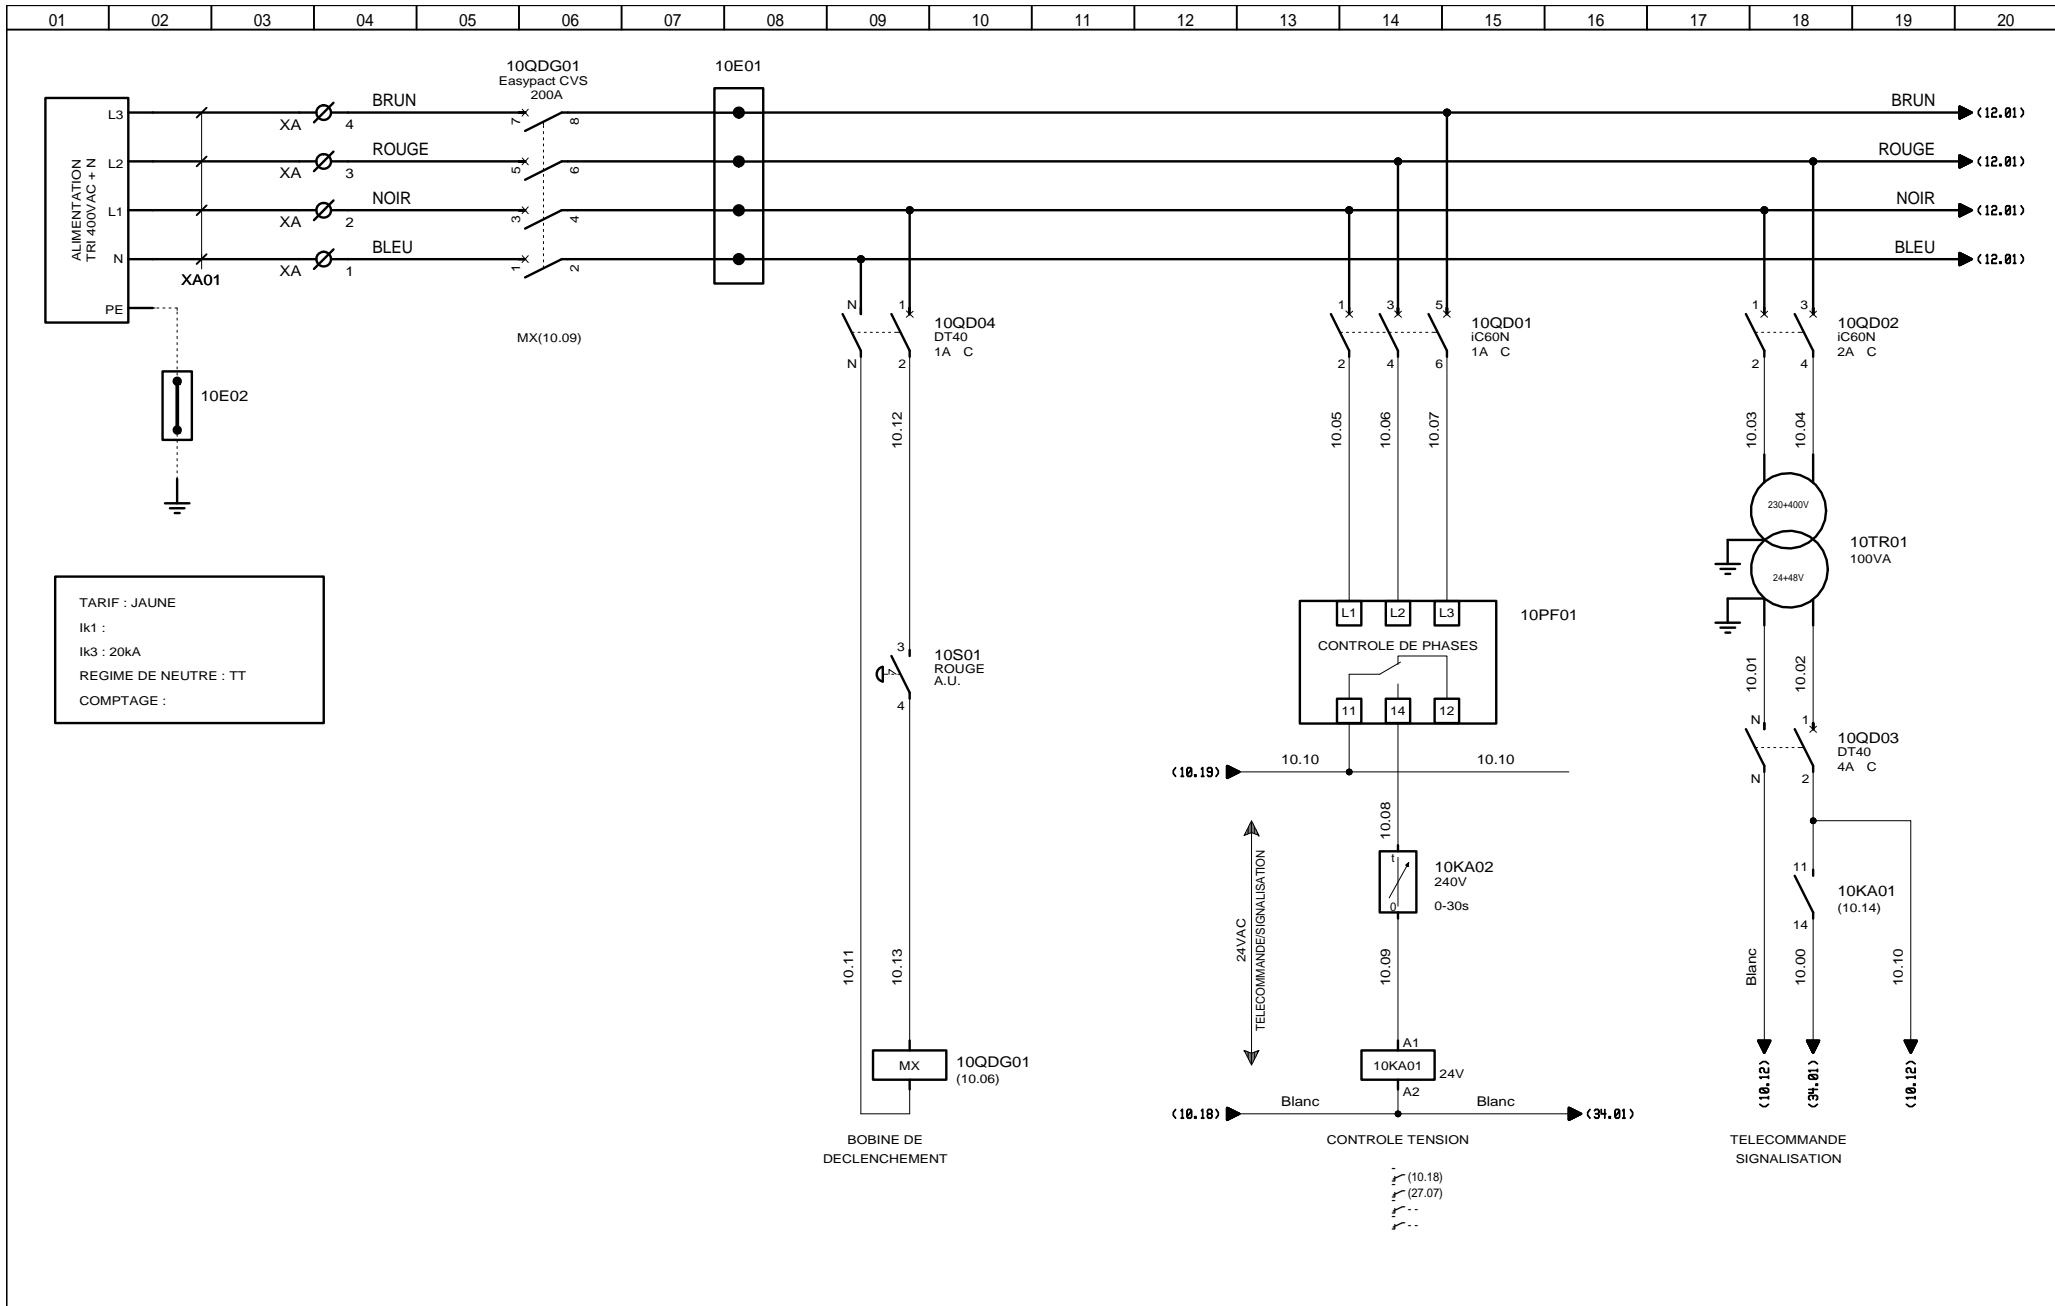 01 02 03 04 05 06 07 08 09 10 11 12 13 14 15 16 17 18 19 20
10QDG01
Easypact CVS
200A
10E01
ALIMENTATION
TRI 400VAC + N
L3
L2
L1
N
PE
XA01
XA 4 BRUN 7 8 BRUN (12.01)
XA 3 ROUGE 5 6 ROUGE (12.01)
XA 2 NOIR 3 4 NOIR (12.01)
XA 1 BLEU 1 2 BLEU (12.01)
MX(10.09)
10E02
TARIF : JAUNE
Ik1 :
Ik3 : 20kA
REGIME DE NEUTRE : TT
COMPTAGE :
N 1
10QD04
DT40
1A C
N 2
10.12
3
10S01
ROUGE
A.U.
4
10.11
10.13
MX
10QDG01
(10.06)
BOBINE DE
DECLENCHEMENT
1 3 5
10QD01
iC60N
1A C
2 4 6
10.05
10.06
10.07
L1 L2 L3
10PF01
CONTROLE DE PHASES
11 14 12
(10.19) 10.10 10.10
10.08
24VAC
TELECOMMANDE/SIGNALISATION
t
0
10KA02
240V
0-30s
10.09
A1
10KA01
24V
A2
(10.18) Blanc Blanc (34.01)
CONTROLE TENSION
(10.18)
(27.07)
--
--
1 3
10QD02
iC60N
2A C
2 4
10.03
10.04
230+400V
24+48V
10TR01
100VA
10.01
10.02
N 1
10QD03
DT40
4A C
N 2
11
10KA01
(10.14)
14
Blanc
10.00
10.10
(10.12)
(34.01)
(10.12)
TELECOMMANDE
SIGNALISATION